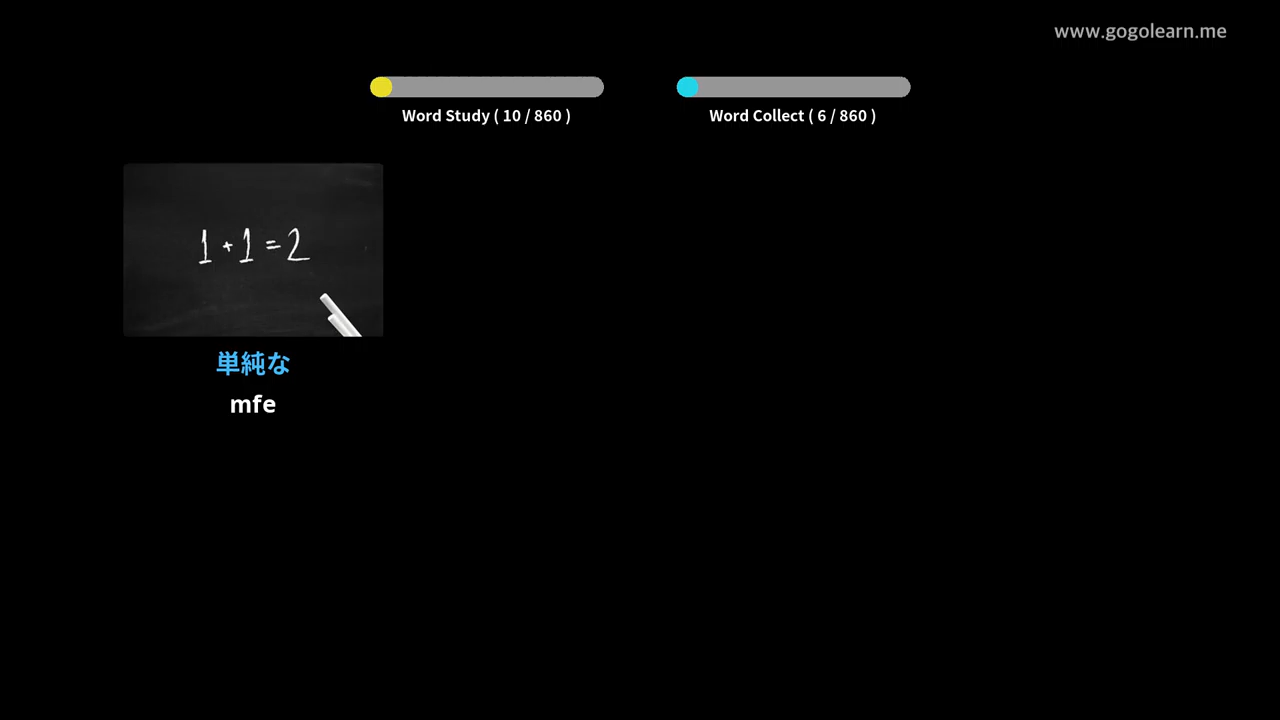 www.gogolearn.me
Word Study ( 10 / 860 )
Word Collect ( 6 / 860 )
1 + 1 = 2
単純な
mfe